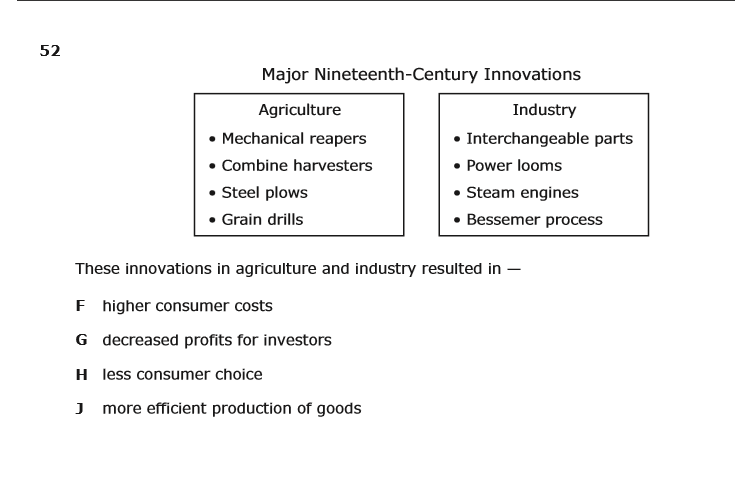 52
Major Nineteenth-Century Innovations
Agriculture
• Mechanical reapers
• Combine harvesters
• Steel plows
• Grain drills
Industry
• Interchangeable parts
• Power looms
• Steam engines
• Bessemer process
These innovations in agriculture and industry resulted in —
F higher consumer costs
G decreased profits for investors
H less consumer choice
J more efficient production of goods